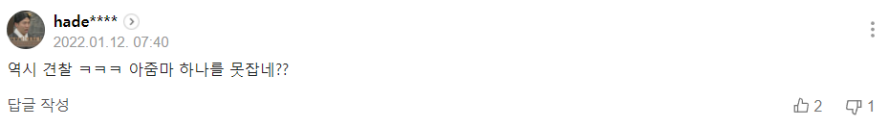 hade****
2022.01.12. 07:40
역시 견찰 ㅋㅋㅋ 아줌마 하나를 못잡네??
답글 작성
2
1